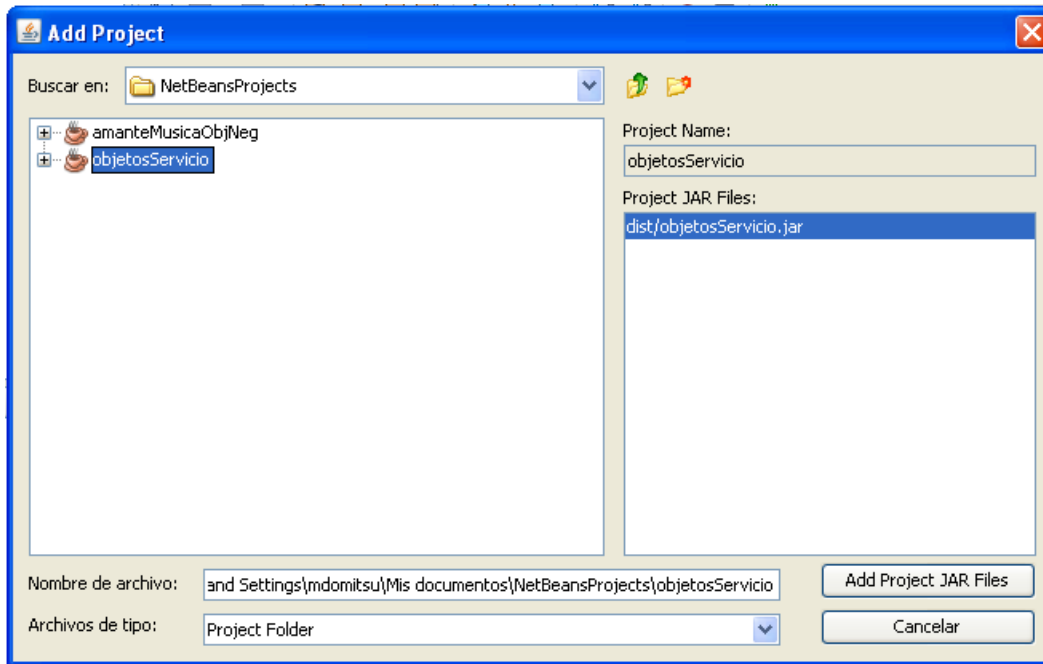 Add Project
Buscar en: NetBeansProjects
amanteMusicaObjNeg
objetosServicio
Project Name:
objetosServicio
Project JAR Files:
dist/objetosServicio.jar
Nombre de archivo: and Settings\mdomitsu\Mis documentos\NetBeansProjects\objetosServicio
Add Project JAR Files
Archivos de tipo: Project Folder
Cancelar